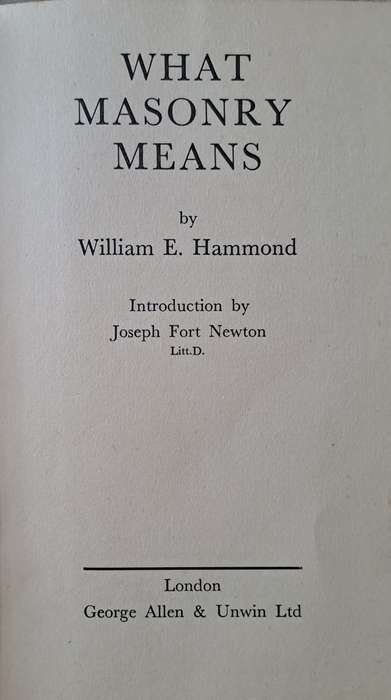 WHAT
MASONRY
MEANS
by
William E. Hammond
Introduction by
Joseph Fort Newton
Litt.D.
London
George Allen & Unwin Ltd